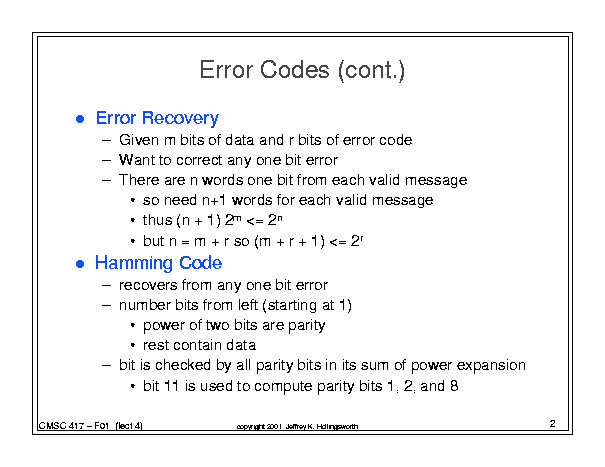 Error Codes (cont.)
● Error Recovery
– Given m bits of data and r bits of error code
– Want to correct any one bit error
– There are n words one bit from each valid message
• so need n+1 words for each valid message
• thus (n + 1) 2ᵐ <= 2ⁿ
• but n = m + r so (m + r + 1) <= 2ʳ
● Hamming Code
– recovers from any one bit error
– number bits from left (starting at 1)
• power of two bits are parity
• rest contain data
– bit is checked by all parity bits in its sum of power expansion
• bit 11 is used to compute parity bits 1, 2, and 8
CMSC 417 – F01 (lect 4) copyright 2001 Jeffrey K. Hollingsworth 2